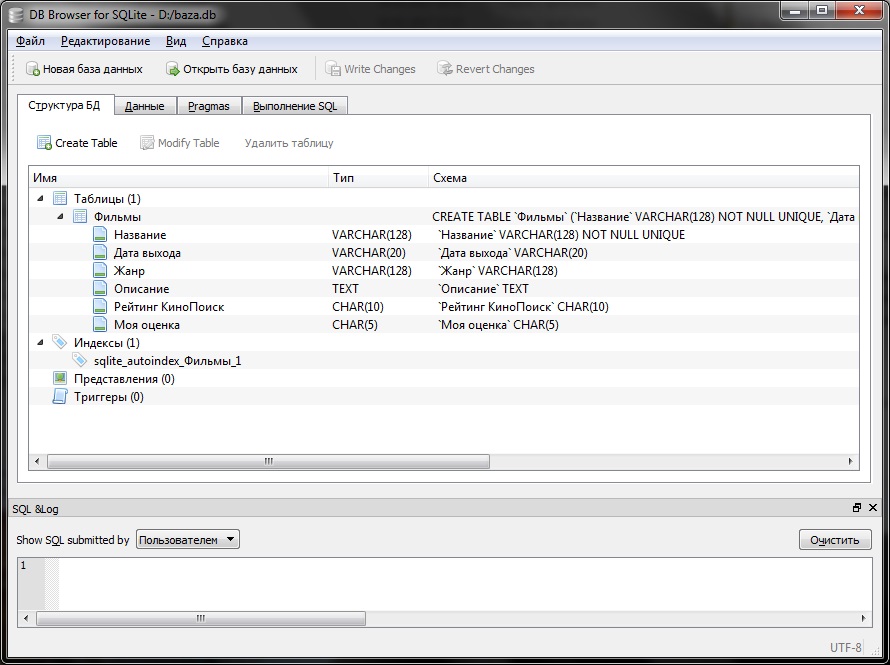 DB Browser for SQLite - D:/baza.db
Файл Редактирование Вид Справка
Новая база данных Открыть базу данных Write Changes Revert Changes
Структура БД Данные Pragmas Выполнение SQL
Create Table Modify Table Удалить таблицу
Имя Тип Схема
Таблицы (1)
Фильмы CREATE TABLE `Фильмы` (`Название` VARCHAR(128) NOT NULL UNIQUE, `Дата
Название VARCHAR(128) `Название` VARCHAR(128) NOT NULL UNIQUE
Дата выхода VARCHAR(20) `Дата выхода` VARCHAR(20)
Жанр VARCHAR(128) `Жанр` VARCHAR(128)
Описание TEXT `Описание` TEXT
Рейтинг КиноПоиск CHAR(10) `Рейтинг КиноПоиск` CHAR(10)
Моя оценка CHAR(5) `Моя оценка` CHAR(5)
Индексы (1)
sqlite_autoindex_Фильмы_1
Представления (0)
Триггеры (0)
SQL &Log
Show SQL submitted by Пользователем Очистить
1
UTF-8